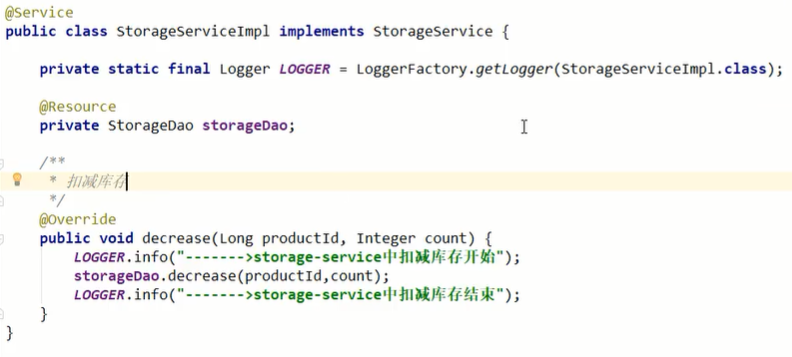 @Service
public class StorageServiceImpl implements StorageService {
private static final Logger LOGGER = LoggerFactory.getLogger(StorageServiceImpl.class);
@Resource
private StorageDao storageDao;
/**
* 扣减库存
*/
@Override
public void decrease(Long productId, Integer count) {
LOGGER.info("------->storage-service中扣减库存开始");
storageDao.decrease(productId,count);
LOGGER.info("------->storage-service中扣减库存结束");
}
}